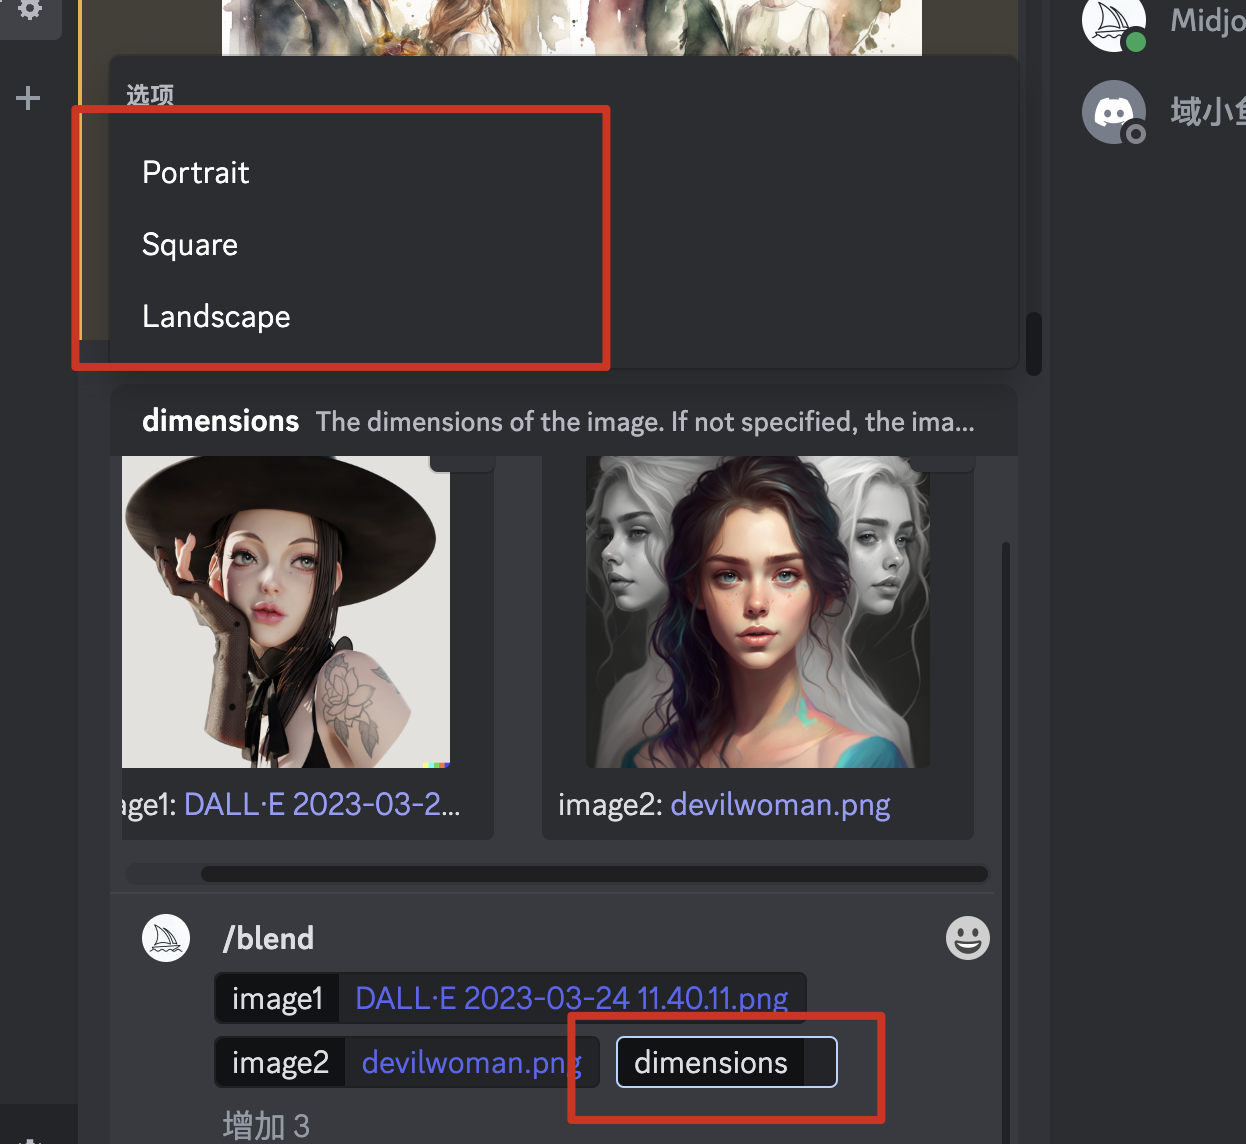 Midjo
选项
域小鱼
Portrait
Square
Landscape
dimensions The dimensions of the image. If not specified, the ima...
age1: DALL·E 2023-03-2...
image2: devilwoman.png
/blend
image1 DALL·E 2023-03-24 11.40.11.png
image2 devilwoman.png dimensions
增加 3